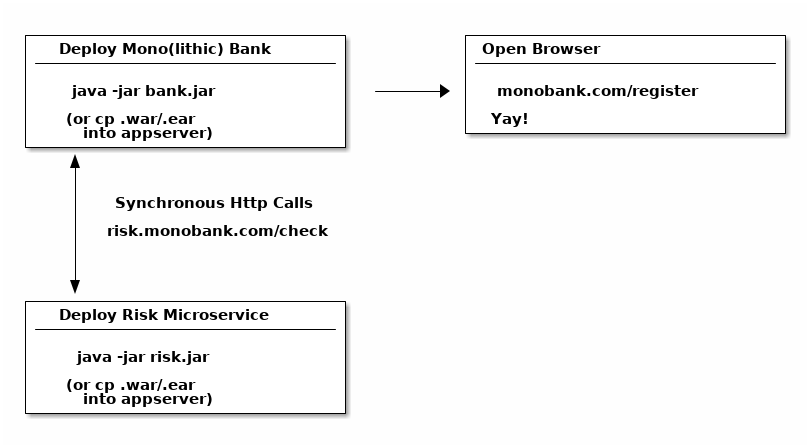 Deploy Mono(lithic) Bank
java -jar bank.jar
(or cp .war/.ear
into appserver)
Open Browser
monobank.com/register
Yay!
Synchronous Http Calls
risk.monobank.com/check
Deploy Risk Microservice
java -jar risk.jar
(or cp .war/.ear
into appserver)